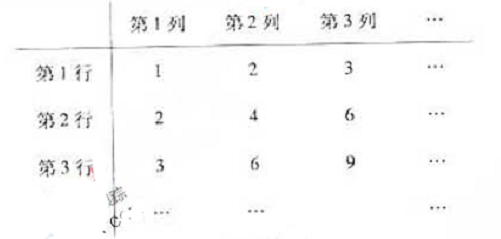 第1列 第2列 第3列 …
第1行 1 2 3 …
第2行 2 4 6 …
第3行 3 6 9 …
… … …